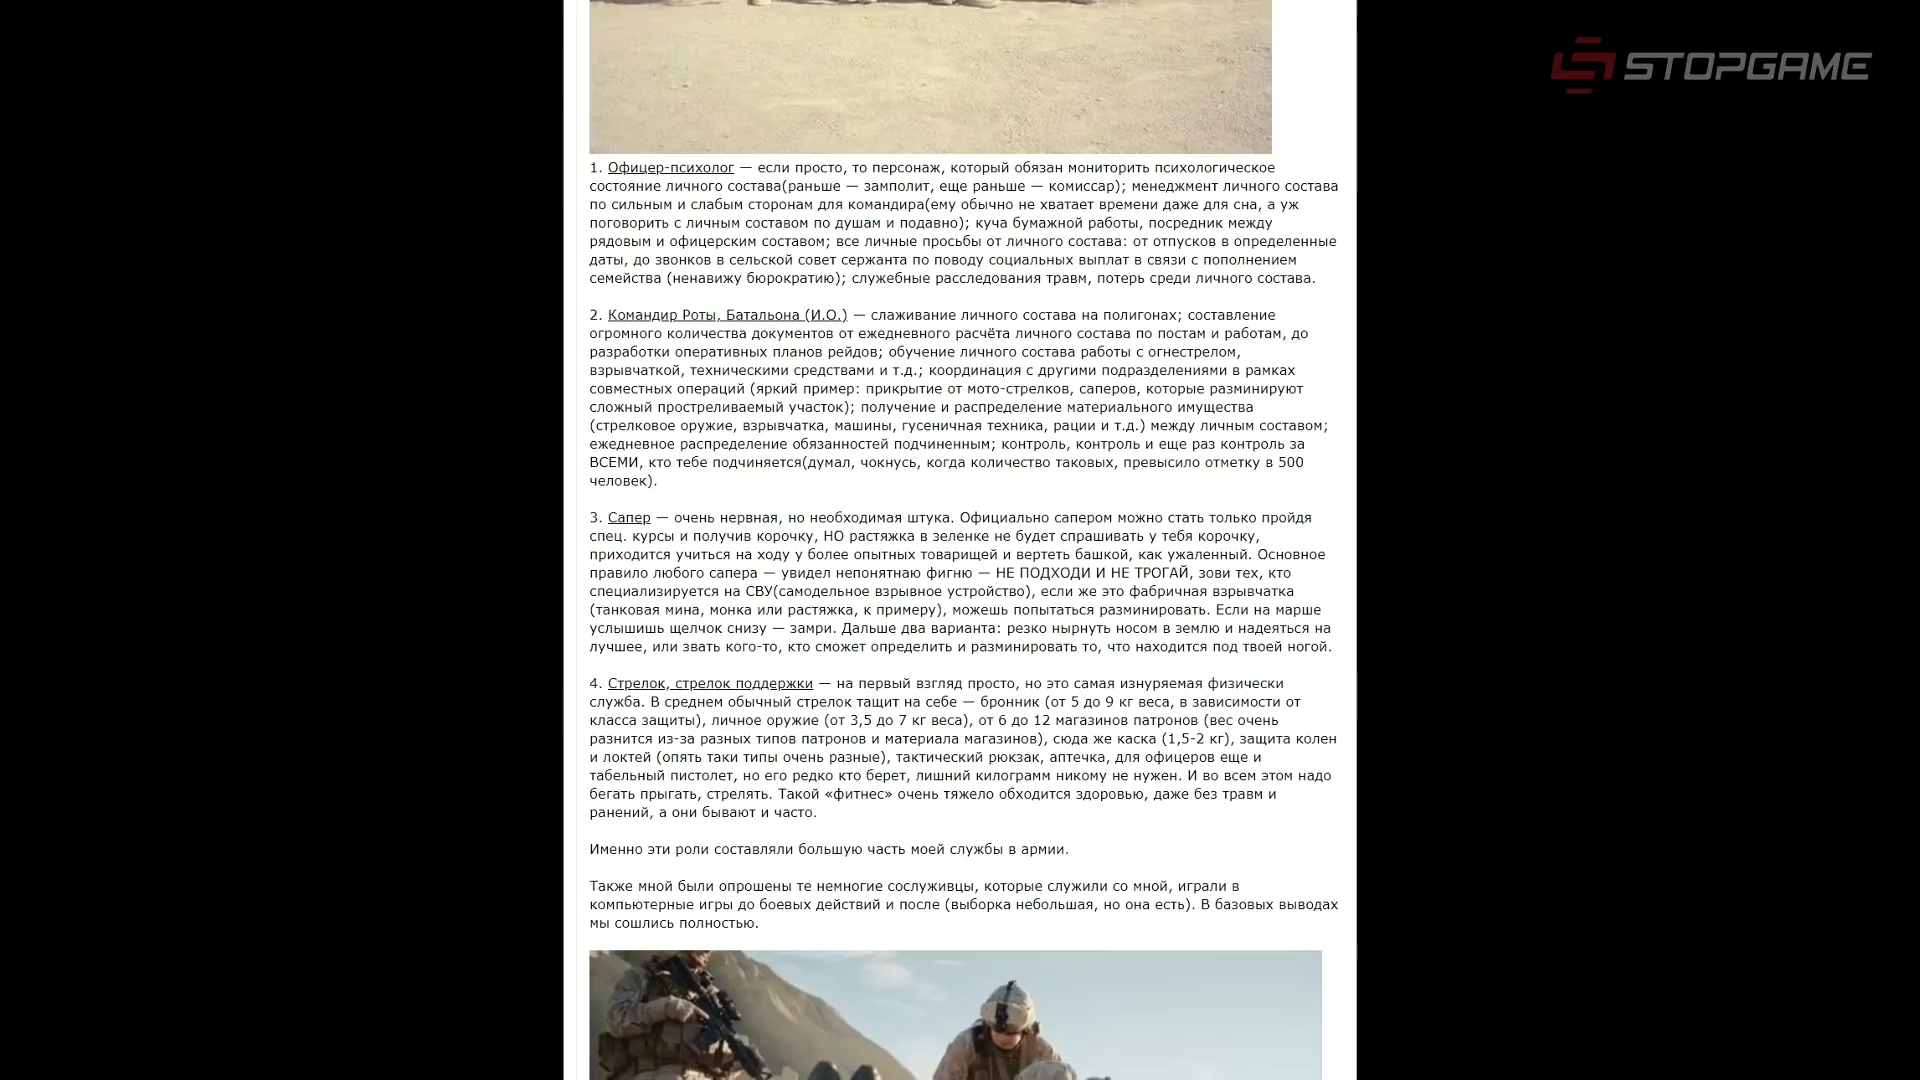 STOPGAME
1. Офицер-психолог — если просто, то персонаж, который обязан мониторить психологическое
состояние личного состава(раньше — замполит, еще раньше — комиссар); менеджмент личного состава
по сильным и слабым сторонам для командира(ему обычно не хватает времени даже для сна, а уж
поговорить с личным составом по душам и подавно); куча бумажной работы, посредник между
рядовым и офицерским составом; все личные просьбы от личного состава: от отпусков в определенные
даты, до звонков в сельской совет сержанта по поводу социальных выплат в связи с пополнением
семейства (ненавижу бюрократию); служебные расследования травм, потерь среди личного состава.
2. Командир Роты, Батальона (И.О.) — слаживание личного состава на полигонах; составление
огромного количества документов от ежедневного расчёта личного состава по постам и работам, до
разработки оперативных планов рейдов; обучение личного состава работы с огнестрелом,
взрывчаткой, техническими средствами и т.д.; координация с другими подразделениями в рамках
совместных операций (яркий пример: прикрытие от мото-стрелков, саперов, которые разминируют
сложный простреливаемый участок); получение и распределение материального имущества
(стрелковое оружие, взрывчатка, машины, гусеничная техника, рации и т.д.) между личным составом;
ежедневное распределение обязанностей подчиненным; контроль, контроль и еще раз контроль за
ВСЕМИ, кто тебе подчиняется(думал, чокнусь, когда количество таковых, превысило отметку в 500
человек).
3. Сапер — очень нервная, но необходимая штука. Официально сапером можно стать только пройдя
спец. курсы и получив корочку, НО растяжка в зеленке не будет спрашивать у тебя корочку,
приходится учиться на ходу у более опытных товарищей и вертеть башкой, как ужаленный. Основное
правило любого сапера — увидел непонятнаю фигню — НЕ ПОДХОДИ И НЕ ТРОГАЙ, зови тех, кто
специализируется на СВУ(самодельное взрывное устройство), если же это фабричная взрывчатка
(танковая мина, монка или растяжка, к примеру), можешь попытаться разминировать. Если на марше
услышишь щелчок снизу — замри. Дальше два варианта: резко нырнуть носом в землю и надеяться на
лучшее, или звать кого-то, кто сможет определить и разминировать то, что находится под твоей ногой.
4. Стрелок, стрелок поддержки — на первый взгляд просто, но это самая изнуряемая физически
служба. В среднем обычный стрелок тащит на себе — бронник (от 5 до 9 кг веса, в зависимости от
класса защиты), личное оружие (от 3,5 до 7 кг веса), от 6 до 12 магазинов патронов (вес очень
разнится из-за разных типов патронов и материала магазинов), сюда же каска (1,5-2 кг), защита колен
и локтей (опять таки типы очень разные), тактический рюкзак, аптечка, для офицеров еще и
табельный пистолет, но его редко кто берет, лишний килограмм никому не нужен. И во всем этом надо
бегать прыгать, стрелять. Такой «фитнес» очень тяжело обходится здоровью, даже без травм и
ранений, а они бывают и часто.
Именно эти роли составляли большую часть моей службы в армии.
Также мной были опрошены те немногие сослуживцы, которые служили со мной, играли в
компьютерные игры до боевых действий и после (выборка небольшая, но она есть). В базовых выводах
мы сошлись полностью.